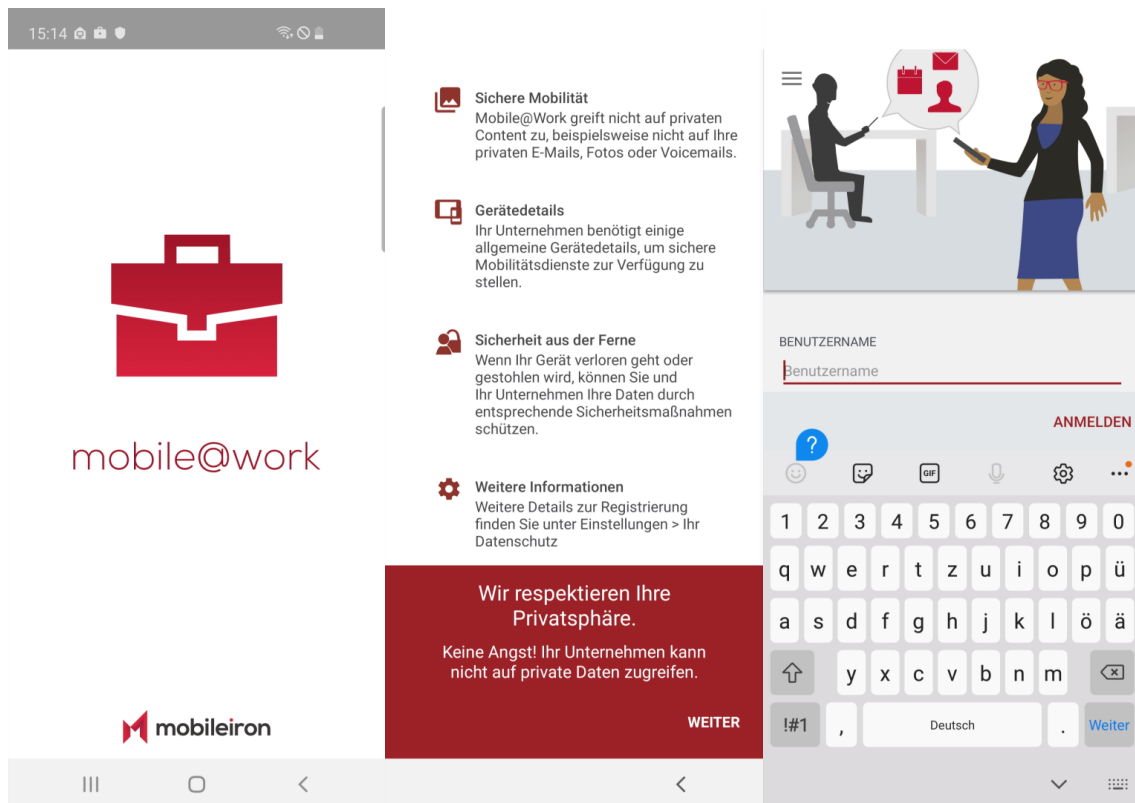 15:14
mobile@work
mobileiron
Sichere Mobilität
Mobile@Work greift nicht auf privaten
Content zu, beispielsweise nicht auf Ihre
privaten E-Mails, Fotos oder Voicemails.
Gerätedetails
Ihr Unternehmen benötigt einige
allgemeine Gerätedetails, um sichere
Mobilitätsdienste zur Verfügung zu
stellen.
Sicherheit aus der Ferne
Wenn Ihr Gerät verloren geht oder
gestohlen wird, können Sie und
Ihr Unternehmen Ihre Daten durch
entsprechende Sicherheitsmaßnahmen
schützen.
Weitere Informationen
Weitere Details zur Registrierung
finden Sie unter Einstellungen > Ihr
Datenschutz
Wir respektieren Ihre
Privatsphäre.
Keine Angst! Ihr Unternehmen kann
nicht auf private Daten zugreifen.
WEITER
BENUTZERNAME
Benutzername
ANMELDEN
?
GIF
1 2 3 4 5 6 7 8 9 0
q w e r t z u i o p ü
a s d f g h j k l ö ä
y x c v b n m
!#1 , Deutsch . Weiter